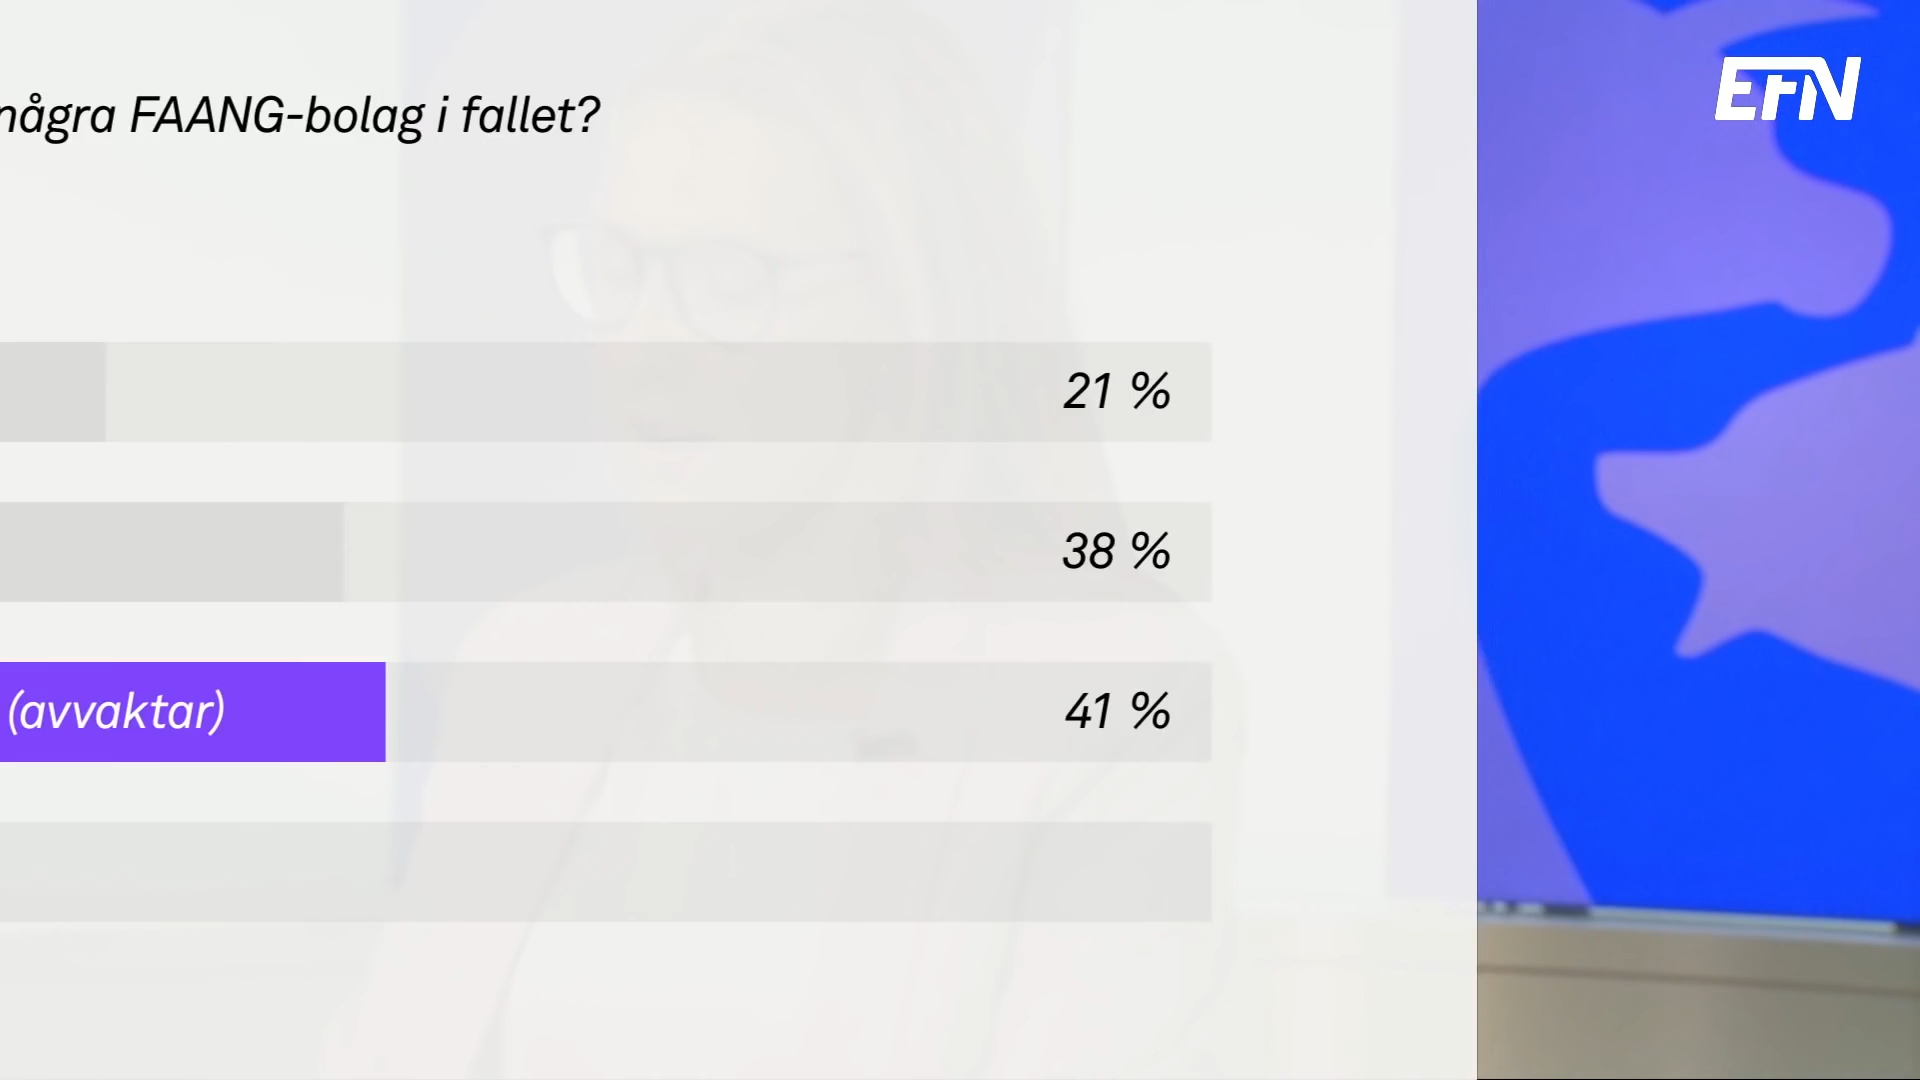 EFN
några FAANG-bolag i fallet?
21 %
38 %
(avvaktar) 41 %